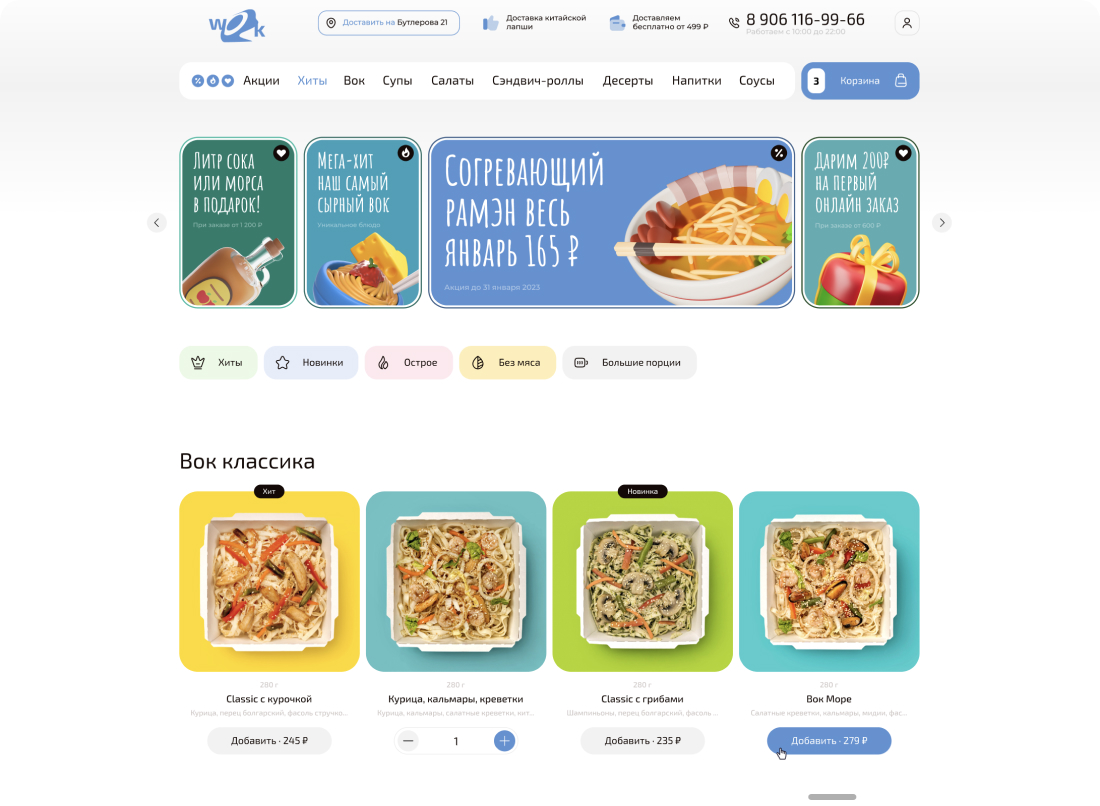 w2k
Доставить на Бутлерова 21
Доставка китайской
лапши
Доставляем
бесплатно от 499 ₽
8 906 116-99-66
Работаем с 10:00 до 22:00
Акции
Хиты
Вок
Супы
Салаты
Сэндвич-роллы
Десерты
Напитки
Соусы
3
Корзина
Литр сока
или морса
в подарок!
При заказе от 1 200 ₽
Мега-хит
наш самый
сырный вок
Уникальное блюдо
Согревающий
рамэн весь
январь 165 ₽
Акция до 31 января 2023
%
Дарим 200₽
на первый
онлайн заказ
При заказе от 600 ₽
Хиты
Новинки
Острое
Без мяса
Большие порции
Вок классика
Хит
280 г
Classic с курочкой
Курица, перец болгарский, фасоль стручко...
Добавить · 245 ₽
280 г
Курица, кальмары, креветки
Курица, кальмары, салатные креветки, кит...
1
Новинка
280 г
Classic с грибами
Шампиньоны, перец болгарский, фасоль ...
Добавить · 235 ₽
280 г
Вок Море
Салатные креветки, кальмары, мидии, фас...
Добавить · 279 ₽